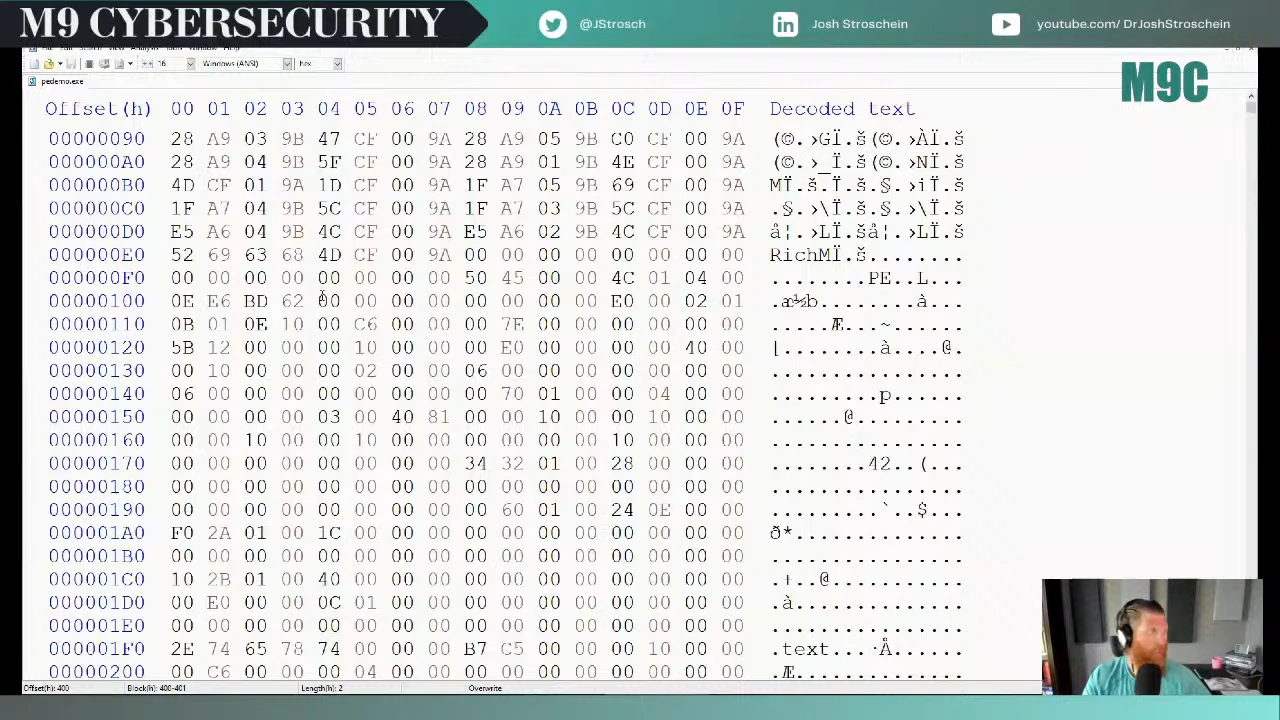 M9 CYBERSECURITY
@JStrosch
Josh Stroschein
youtube.com/ DrJoshStroschein
M9C
16 Windows (ANSI) hex
pedemo.exe
Offset(h) 00 01 02 03 04 05 06 07 08 09 0A 0B 0C 0D 0E 0F Decoded text
00000090 28 A9 03 9B 47 CF 00 9A 28 A9 05 9B C0 CF 00 9A (©.›GÏ.š(©.›ÀÏ.š
000000A0 28 A9 04 9B 5F CF 00 9A 28 A9 01 9B 4E CF 00 9A (©.›_Ï.š(©.›NÏ.š
000000B0 4D CF 01 9A 1D CF 00 9A 1F A7 05 9B 69 CF 00 9A MÏ.š.Ï.š.§.›iÏ.š
000000C0 1F A7 04 9B 5C CF 00 9A 1F A7 03 9B 5C CF 00 9A .§.›\Ï.š.§.›\Ï.š
000000D0 E5 A6 04 9B 4C CF 00 9A E5 A6 02 9B 4C CF 00 9A å¦.›LÏ.šå¦.›LÏ.š
000000E0 52 69 63 68 4D CF 00 9A 00 00 00 00 00 00 00 00 RichMÏ.š........
000000F0 00 00 00 00 00 00 00 00 50 45 00 00 4C 01 04 00 ........PE..L...
00000100 0E E6 BD 62 00 00 00 00 00 00 00 00 E0 00 02 01 .æ½b........à...
00000110 0B 01 0E 10 00 C6 00 00 00 7E 00 00 00 00 00 00 .....Æ...~......
00000120 5B 12 00 00 00 10 00 00 00 E0 00 00 00 00 40 00 [........à....@.
00000130 00 10 00 00 00 02 00 00 06 00 00 00 00 00 00 00 ................
00000140 06 00 00 00 00 00 00 00 00 70 01 00 00 04 00 00 .........p......
00000150 00 00 00 00 03 00 40 81 00 00 10 00 00 10 00 00 ......@.........
00000160 00 00 10 00 00 10 00 00 00 00 00 00 10 00 00 00 ................
00000170 00 00 00 00 00 00 00 00 34 32 01 00 28 00 00 00 ........42..(...
00000180 00 00 00 00 00 00 00 00 00 00 00 00 00 00 00 00 ................
00000190 00 00 00 00 00 00 00 00 00 60 01 00 24 0E 00 00 .........`..$...
000001A0 F0 2A 01 00 1C 00 00 00 00 00 00 00 00 00 00 00 ð*..............
000001B0 00 00 00 00 00 00 00 00 00 00 00 00 00 00 00 00 ................
000001C0 10 2B 01 00 40 00 00 00 00 00 00 00 00 00 00 00 .+..@...........
000001D0 00 E0 00 00 0C 01 00 00 00 00 00 00 00 00 00 00 .à..............
000001E0 00 00 00 00 00 00 00 00 00 00 00 00 00 00 00 00 ................
000001F0 2E 74 65 78 74 00 00 00 B7 C5 00 00 00 10 00 00 .text...·Å......
00000200 00 C6 00 00 00 04 00 00 00 00 00 00 00 00 00 00 .Æ..............
Offset(h): 400 Block(h): 400-401 Length(h): 2 Overwrite